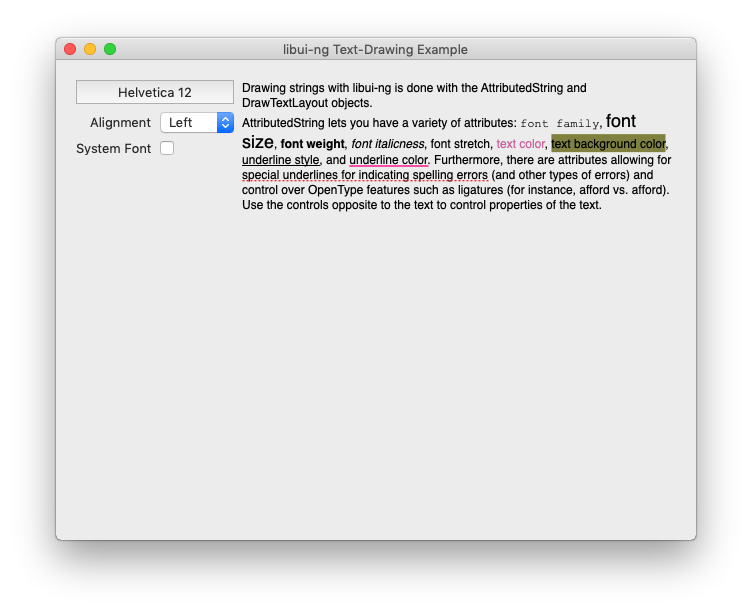 libui-ng Text-Drawing Example
Helvetica 12
Alignment Left
System Font
Drawing strings with libui-ng is done with the AttributedString and
DrawTextLayout objects.
AttributedString lets you have a variety of attributes: font family, font
size, font weight, font italicness, font stretch, text color, text background color,
underline style, and underline color. Furthermore, there are attributes allowing for
special underlines for indicating spelling errors (and other types of errors) and
control over OpenType features such as ligatures (for instance, afford vs. afford).
Use the controls opposite to the text to control properties of the text.